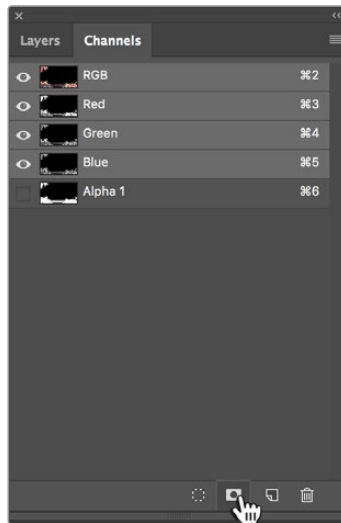 Layers Channels
RGB ⌘2
Red ⌘3
Green ⌘4
Blue ⌘5
Alpha 1 ⌘6